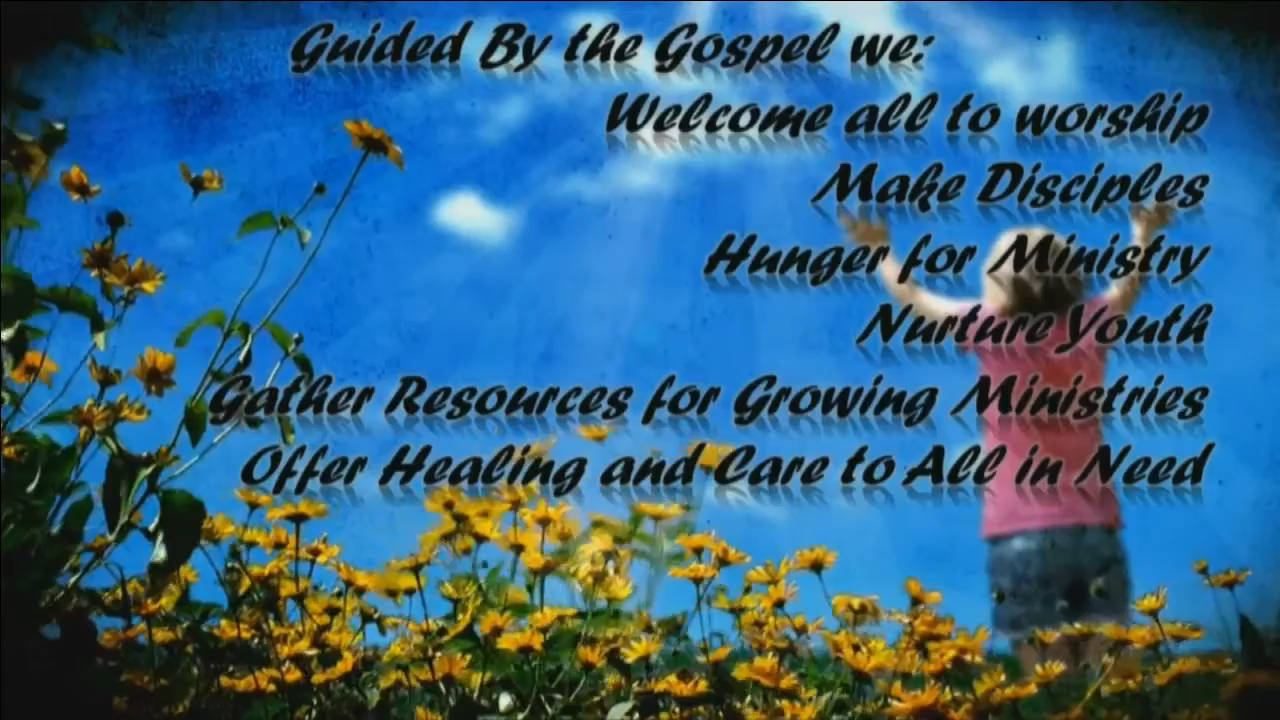 Guided By the Gospel we:
Welcome all to worship
Make Disciples
Hunger for Ministry
Nurture Youth
Gather Resources for Growing Ministries
Offer Healing and Care to All in Need